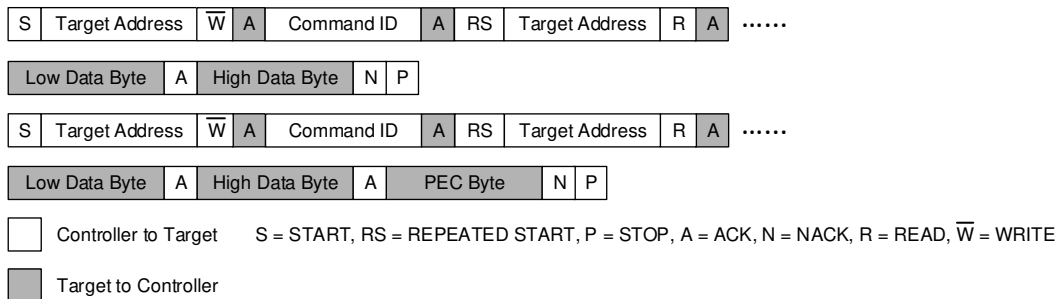 S Target Address W̅ A Command ID A RS Target Address R A ……
Low Data Byte A High Data Byte N P
S Target Address W̅ A Command ID A RS Target Address R A ……
Low Data Byte A High Data Byte A PEC Byte N P
Controller to Target S = START, RS = REPEATED START, P = STOP, A = ACK, N = NACK, R = READ, W̅ = WRITE
Target to Controller